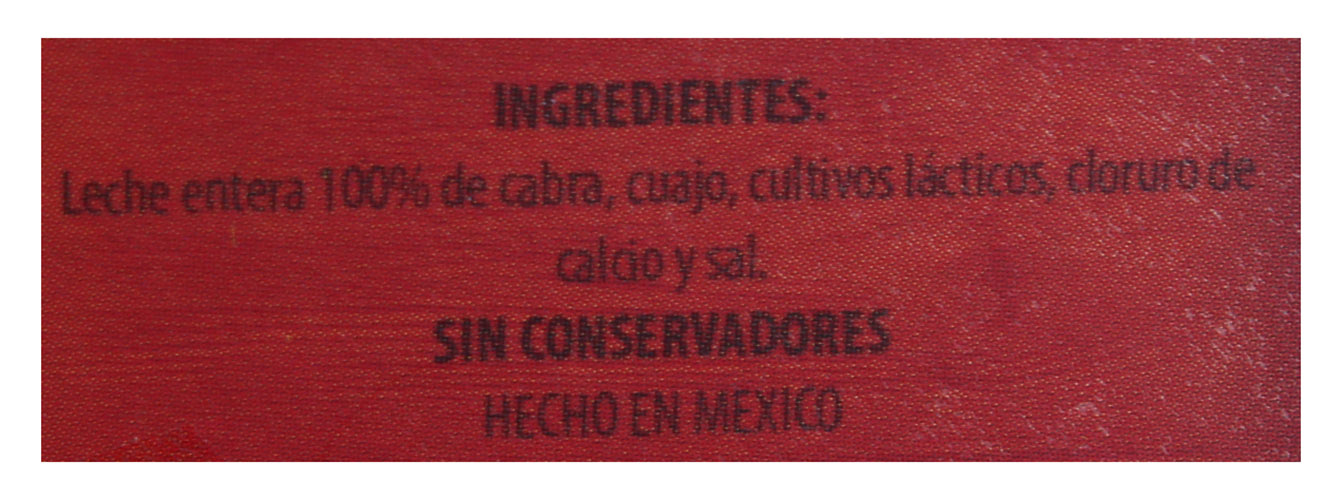 INGREDIENTES:
Leche entera 100% de cabra, cuajo, cultivos lácticos, cloruro de
calcio y sal.
SIN CONSERVADORES
HECHO EN MEXICO